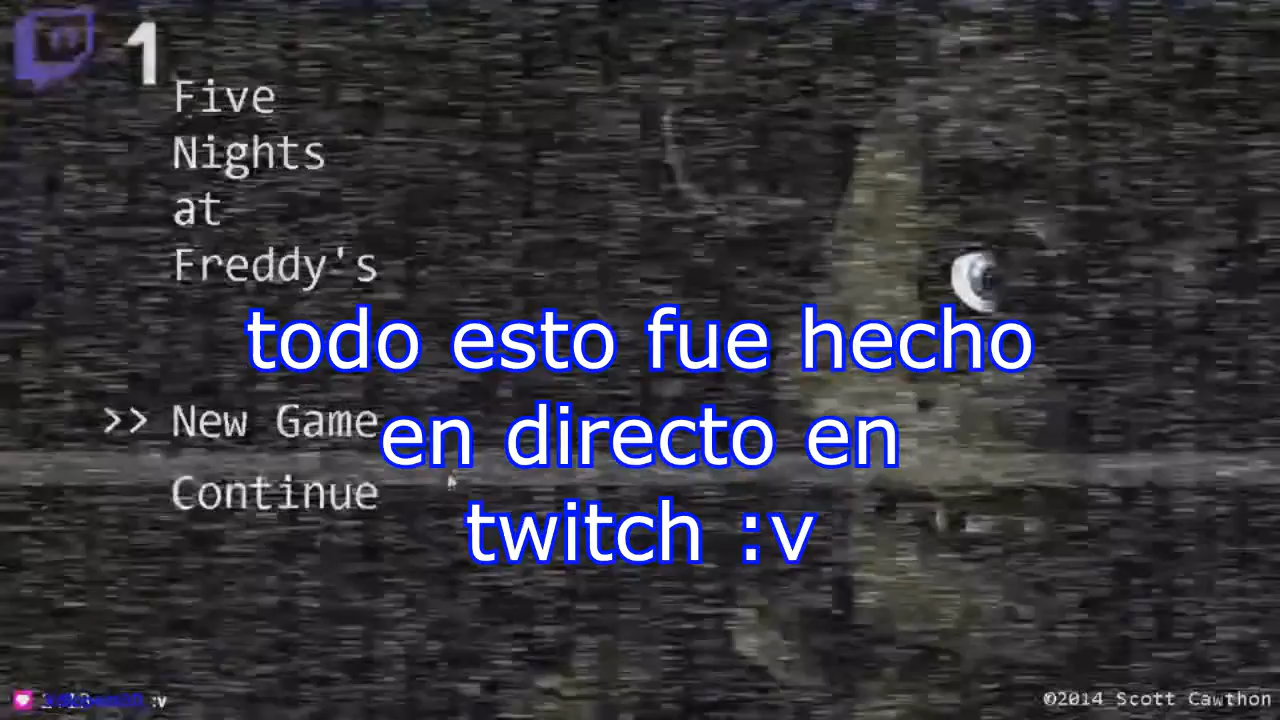 1
Five
Nights
at
Freddy's
todo esto fue hecho
>> New Game
en directo en
Continue
twitch :v
:v
©2014 Scott Cawthon